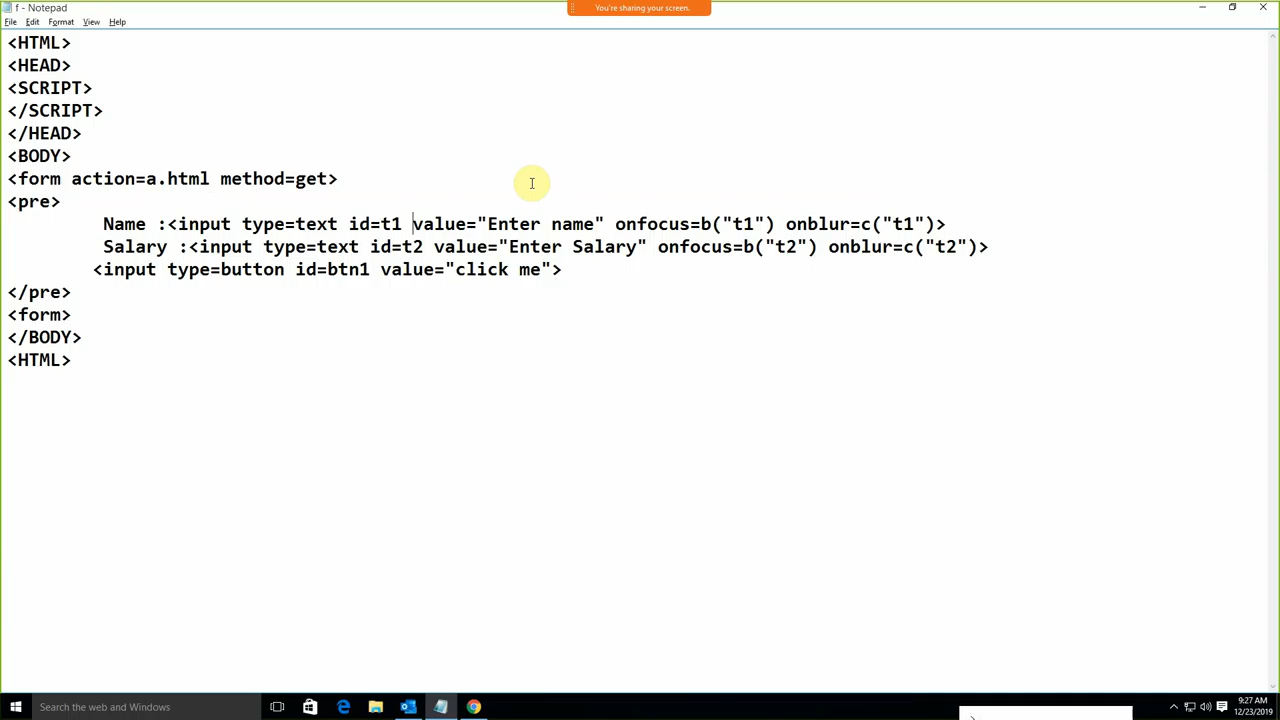 f - Notepad
You're sharing your screen.
File Edit Format View Help
<HTML>
<HEAD>
<SCRIPT>
</SCRIPT>
</HEAD>
<BODY>
<form action=a.html method=get>
<pre>
Name :<input type=text id=t1 value="Enter name" onfocus=b("t1") onblur=c("t1")>
Salary :<input type=text id=t2 value="Enter Salary" onfocus=b("t2") onblur=c("t2")>
<input type=button id=btn1 value="click me">
</pre>
<form>
</BODY>
<HTML>
Search the web and Windows
9:27 AM
12/23/2019